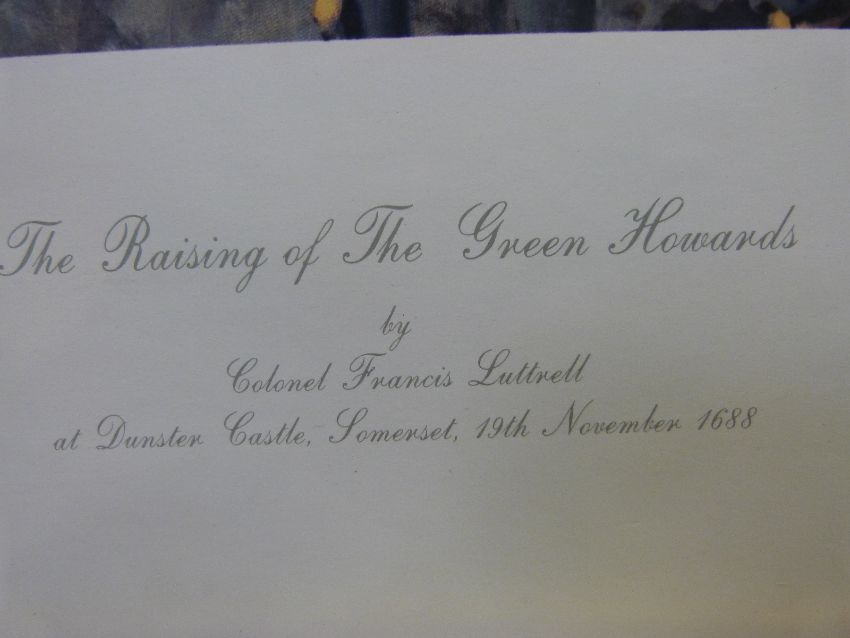 The Raising of The Green Howards
by
Colonel Francis Luttrell
at Dunster Castle, Somerset, 19th November 1688